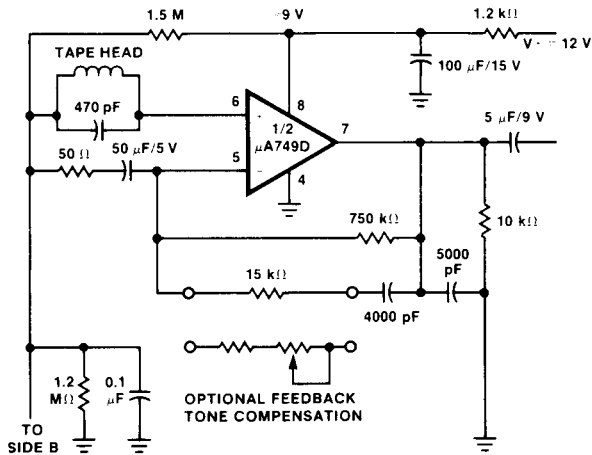 1.5 M
9 V
1.2 kΩ
V 12 V
TAPE HEAD
100 µF/15 V
470 pF
6
8
1/2
µA749D
7
5 µF/9 V
50 Ω
50 µF/5 V
5
4
750 kΩ
10 kΩ
5000
pF
15 kΩ
4000 pF
1.2
MΩ
0.1
µF
OPTIONAL FEEDBACK
TONE COMPENSATION
TO
SIDE B